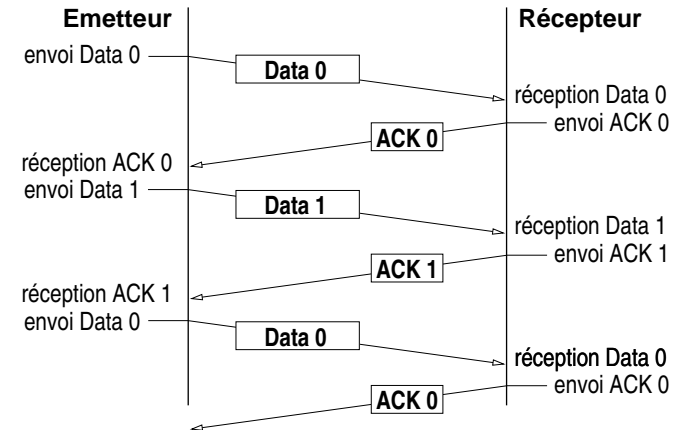 Emetteur
Récepteur
envoi Data 0
Data 0
réception Data 0
ACK 0
envoi ACK 0
réception ACK 0
envoi Data 1
Data 1
réception Data 1
ACK 1
envoi ACK 1
réception ACK 1
envoi Data 0
Data 0
réception Data 0
ACK 0
envoi ACK 0